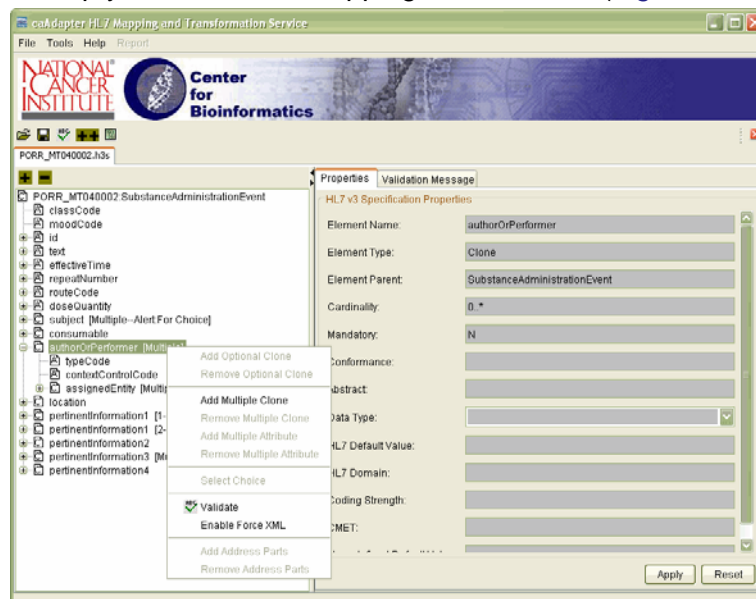 caAdapter HL7 Mapping and Transformation Service
File Tools Help Report
NATIONAL
CANCER
INSTITUTE
Center
for
Bioinformatics
PORR_MT040002.h3s
Properties Validation Message
PORR_MT040002.SubstanceAdministrationEvent
classCode
moodCode
id
text
effectiveTime
repeatNumber
routeCode
doseQuantity
subject [Multiple--Alert For Choice]
consumable
authorOrPerformer [Multiple]
typeCode
contextControlCode
assignedEntity [Multip
location
pertinentInformation1 [1-
pertinentInformation1 [2-
pertinentInformation2
pertinentInformation3 [Mu
pertinentInformation4
Add Optional Clone
Remove Optional Clone
Add Multiple Clone
Remove Multiple Clone
Add Multiple Attribute
Remove Multiple Attribute
Select Choice
Validate
Enable Force XML
Add Address Parts
Remove Address Parts
HL7 v3 Specification Properties
Element Name: authorOrPerformer
Element Type: Clone
Element Parent: SubstanceAdministrationEvent
Cardinality: 0..*
Mandatory: N
Conformance:
Abstract:
Data Type:
HL7 Default Value:
HL7 Domain:
Coding Strength:
CMET:
Apply Reset